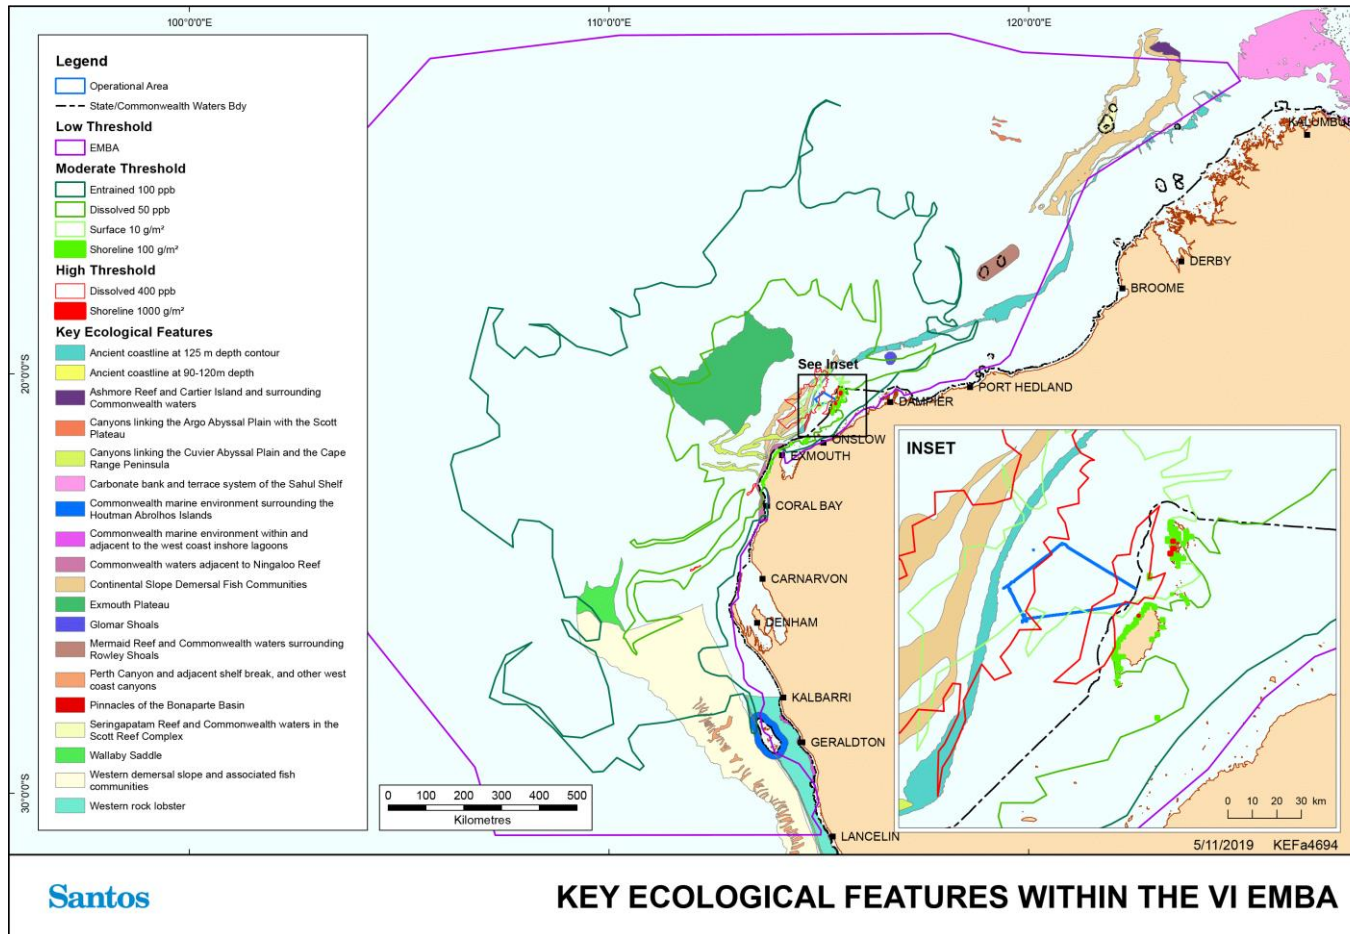 100°0'0"E
110°0'0"E
120°0'0"E
Legend
Operational Area
State/Commonwealth Waters Bdy
Low Threshold
EMBA
Moderate Threshold
Entrained 100 ppb
Dissolved 50 ppb
Surface 10 g/m²
Shoreline 100 g/m²
High Threshold
Dissolved 400 ppb
Shoreline 1000 g/m²
Key Ecological Features
Ancient coastline at 125 m depth contour
Ancient coastline at 90-120m depth
Ashmore Reef and Cartier Island and surrounding
Commonwealth waters
Canyons linking the Argo Abyssal Plain with the Scott
Plateau
Canyons linking the Cuvier Abyssal Plain and the Cape
Range Peninsula
Carbonate bank and terrace system of the Sahul Shelf
Commonwealth marine environment surrounding the
Houtman Abrolhos Islands
Commonwealth marine environment within and
adjacent to the west coast inshore lagoons
Commonwealth waters adjacent to Ningaloo Reef
Continental Slope Demersal Fish Communities
Exmouth Plateau
Glomar Shoals
Mermaid Reef and Commonwealth waters surrounding
Rowley Shoals
Perth Canyon and adjacent shelf break, and other west
coast canyons
Pinnacles of the Bonaparte Basin
Seringapatam Reef and Commonwealth waters in the
Scott Reef Complex
Wallaby Saddle
Western demersal slope and associated fish
communities
Western rock lobster
20°0'0"S
30°0'0"S
KALUMBUR
DERBY
BROOME
See Inset
PORT HEDLAND
DAMPIER
ONSLOW
EXMOUTH
CORAL BAY
CARNARVON
DENHAM
KALBARRI
GERALDTON
LANCELIN
0 100 200 300 400 500
Kilometres
INSET
0 10 20 30 km
5/11/2019 KEFa4694
Santos
KEY ECOLOGICAL FEATURES WITHIN THE VI EMBA